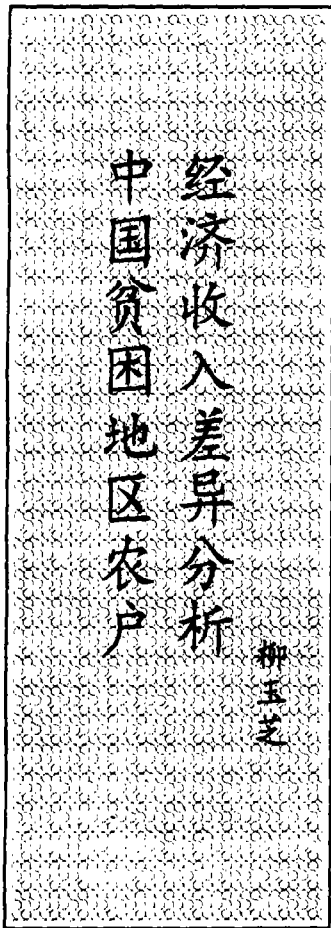 中国贫困地区农户
经济收入差异分析
柳玉芝